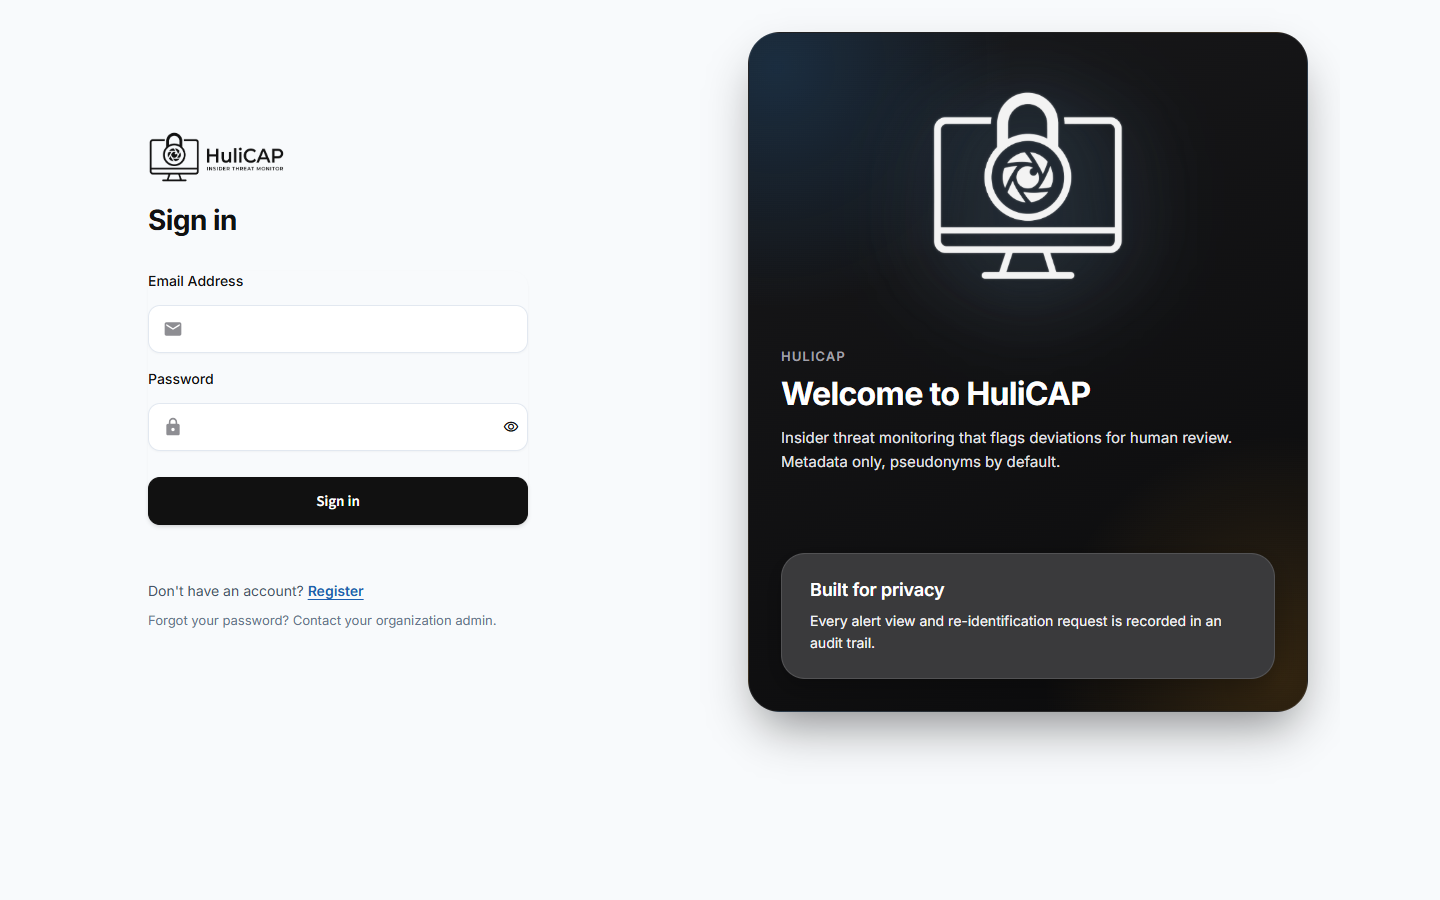 HuliCAP
INSIDER THREAT MONITOR
Sign in
Email Address
Password
Sign in
Don't have an account? Register
Forgot your password? Contact your organization admin.
HULICAP
Welcome to HuliCAP
Insider threat monitoring that flags deviations for human review.
Metadata only, pseudonyms by default.
Built for privacy
Every alert view and re-identification request is recorded in an
audit trail.